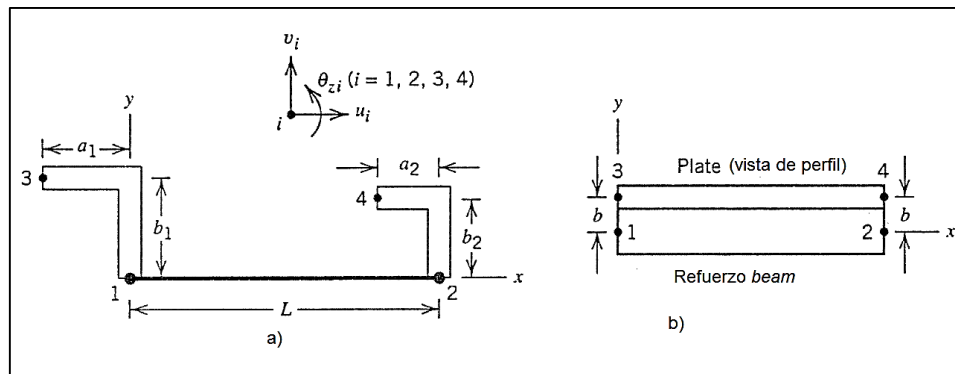 v_i
θ_zi (i = 1, 2, 3, 4)
i
u_i
y
a_1
3
b_1
a_2
4
b_2
x
1
2
L
a)
y
3
Plate (vista de perfil)
4
b
b
1
2
x
Refuerzo beam
b)